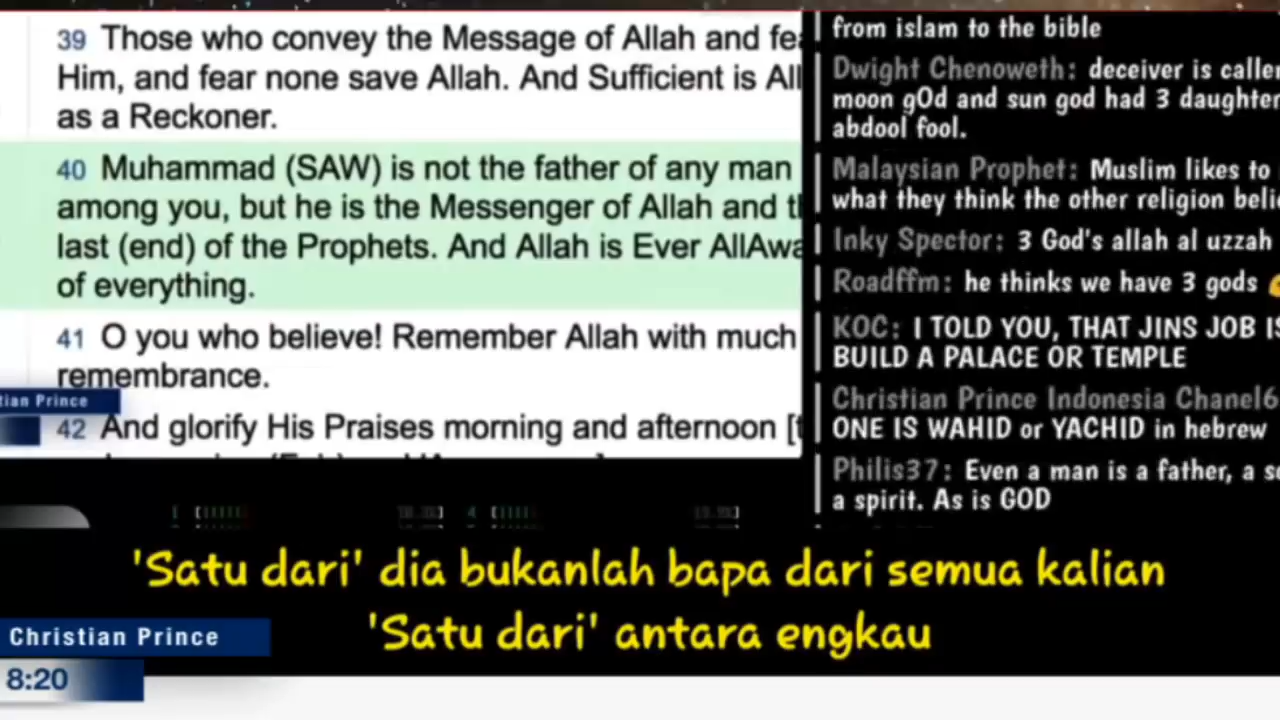 39 Those who convey the Message of Allah and fea
Him, and fear none save Allah. And Sufficient is All
as a Reckoner.
40 Muhammad (SAW) is not the father of any man
among you, but he is the Messenger of Allah and th
last (end) of the Prophets. And Allah is Ever AllAwa
of everything.
41 O you who believe! Remember Allah with much
remembrance.
42 And glorify His Praises morning and afternoon [t
tian Prince
from islam to the bible
Dwight Chenoweth: deceiver is caller
moon gOd and sun god had 3 daughter
abdool fool.
Malaysian Prophet: Muslim likes to
what they think the other religion belie
Inky Spector: 3 God's allah al uzzah
Roadffm: he thinks we have 3 gods
KOC: I TOLD YOU, THAT JINS JOB IS
BUILD A PALACE OR TEMPLE
Christian Prince Indonesia Chanel6
ONE IS WAHID or YACHID in hebrew
Philis37: Even a man is a father, a so
a spirit. As is GOD
'Satu dari' dia bukanlah bapa dari semua kalian
'Satu dari' antara engkau
Christian Prince
8:20